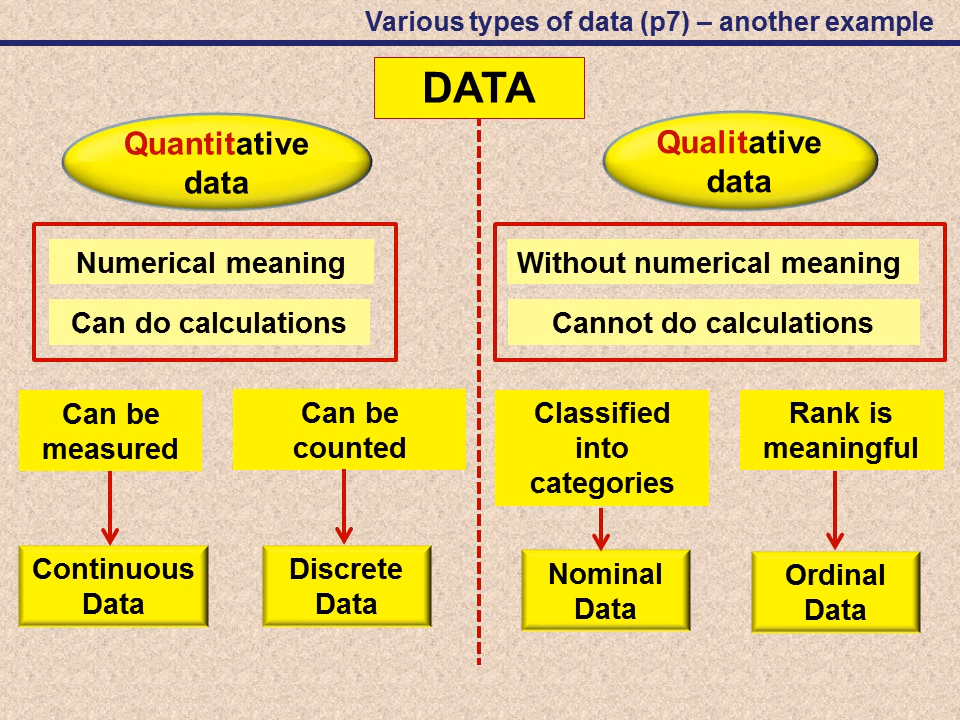 Various types of data (p7) – another example
DATA
Quantitative
data
Qualitative
data
Numerical meaning
Can do calculations
Without numerical meaning
Cannot do calculations
Can be
measured
Can be
counted
Classified
into
categories
Rank is
meaningful
Continuous
Data
Discrete
Data
Nominal
Data
Ordinal
Data